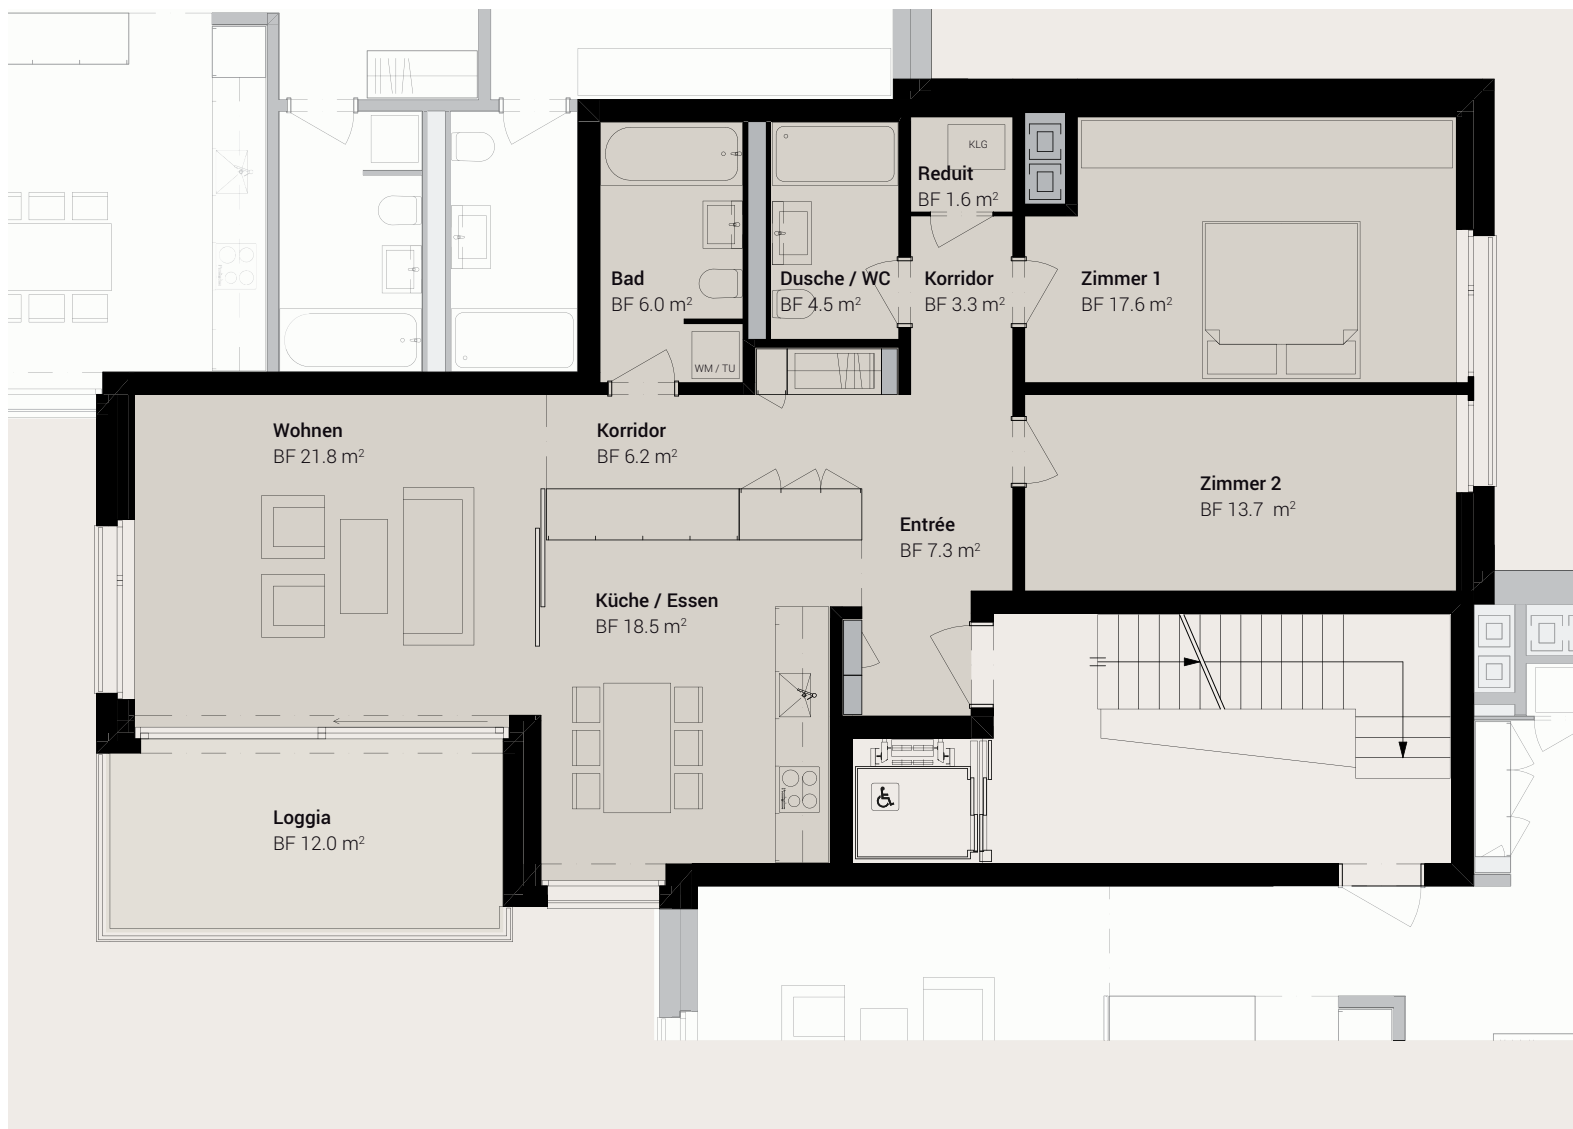 KLG
Reduit
BF 1.6 m²
Bad
BF 6.0 m²
Dusche / WC
BF 4.5 m²
Korridor
BF 3.3 m²
Zimmer 1
BF 17.6 m²
WM / TU
Wohnen
BF 21.8 m²
Korridor
BF 6.2 m²
Zimmer 2
BF 13.7 m²
Entrée
BF 7.3 m²
Küche / Essen
BF 18.5 m²
Loggia
BF 12.0 m²